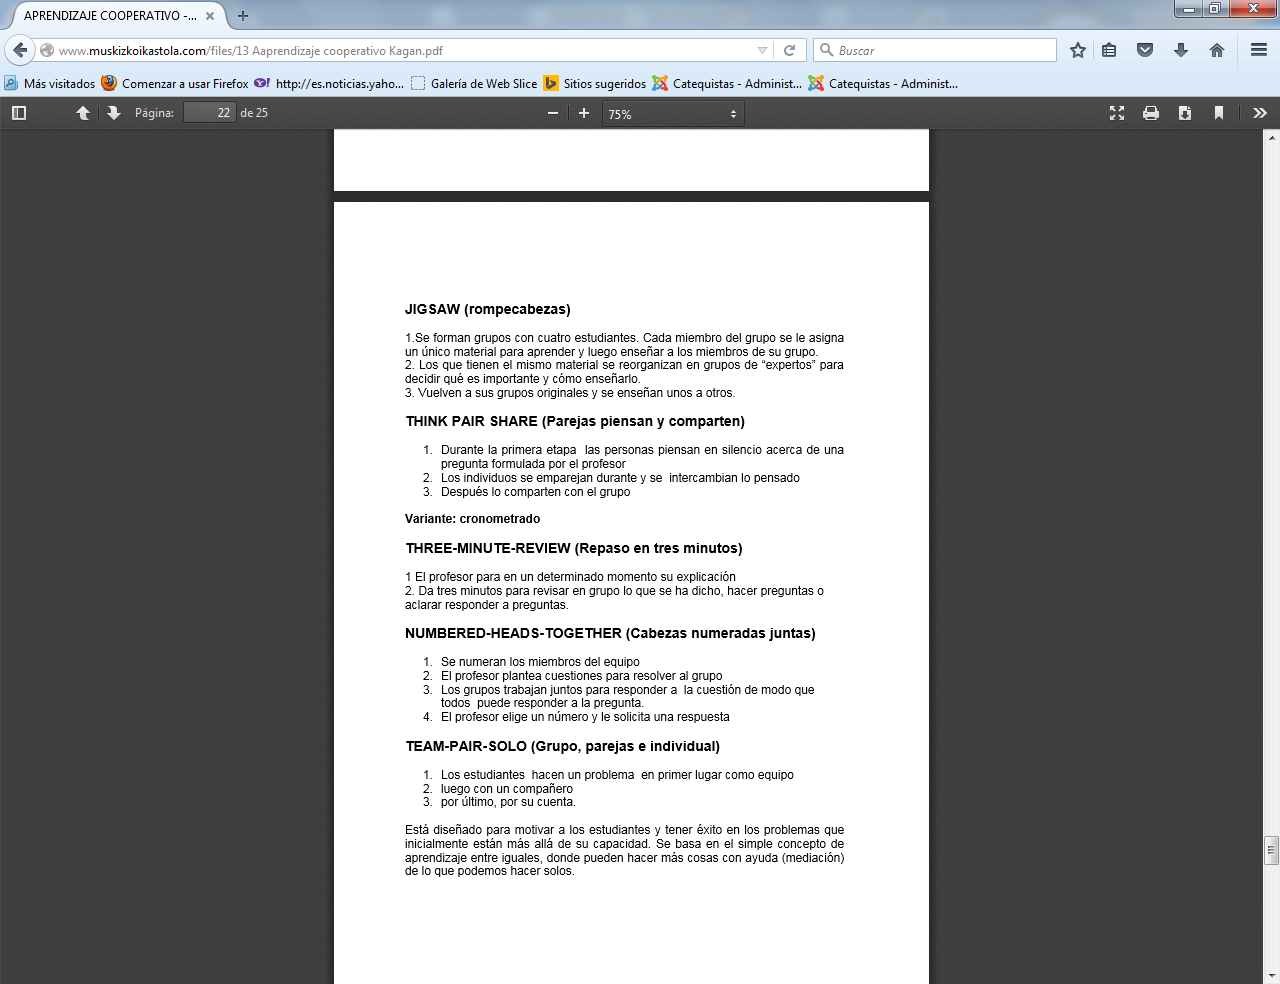 APRENDIZAJE COOPERATIVO -...
www.muskizkoikastola.com/files/13 Aaprendizaje cooperativo Kagan.pdf
Buscar
Más visitados
Comenzar a usar Firefox
http://es.noticias.yaho...
Galería de Web Slice
Sitios sugeridos
Catequistas - Administ...
Catequistas - Administ...
Página: 22 de 25
75%
JIGSAW (rompecabezas)
1.Se forman grupos con cuatro estudiantes. Cada miembro del grupo se le asigna
un único material para aprender y luego enseñar a los miembros de su grupo.
2. Los que tienen el mismo material se reorganizan en grupos de “expertos” para
decidir qué es importante y cómo enseñarlo.
3. Vuelven a sus grupos originales y se enseñan unos a otros.
THINK PAIR SHARE (Parejas piensan y comparten)
1. Durante la primera etapa las personas piensan en silencio acerca de una
pregunta formulada por el profesor
2. Los individuos se emparejan durante y se intercambian lo pensado
3. Después lo comparten con el grupo
Variante: cronometrado
THREE-MINUTE-REVIEW (Repaso en tres minutos)
1 El profesor para en un determinado momento su explicación
2. Da tres minutos para revisar en grupo lo que se ha dicho, hacer preguntas o
aclarar responder a preguntas.
NUMBERED-HEADS-TOGETHER (Cabezas numeradas juntas)
1. Se numeran los miembros del equipo
2. El profesor plantea cuestiones para resolver al grupo
3. Los grupos trabajan juntos para responder a la cuestión de modo que
todos puede responder a la pregunta.
4. El profesor elige un número y le solicita una respuesta
TEAM-PAIR-SOLO (Grupo, parejas e individual)
1. Los estudiantes hacen un problema en primer lugar como equipo
2. luego con un compañero
3. por último, por su cuenta.
Está diseñado para motivar a los estudiantes y tener éxito en los problemas que
inicialmente están más allá de su capacidad. Se basa en el simple concepto de
aprendizaje entre iguales, donde pueden hacer más cosas con ayuda (mediación)
de lo que podemos hacer solos.